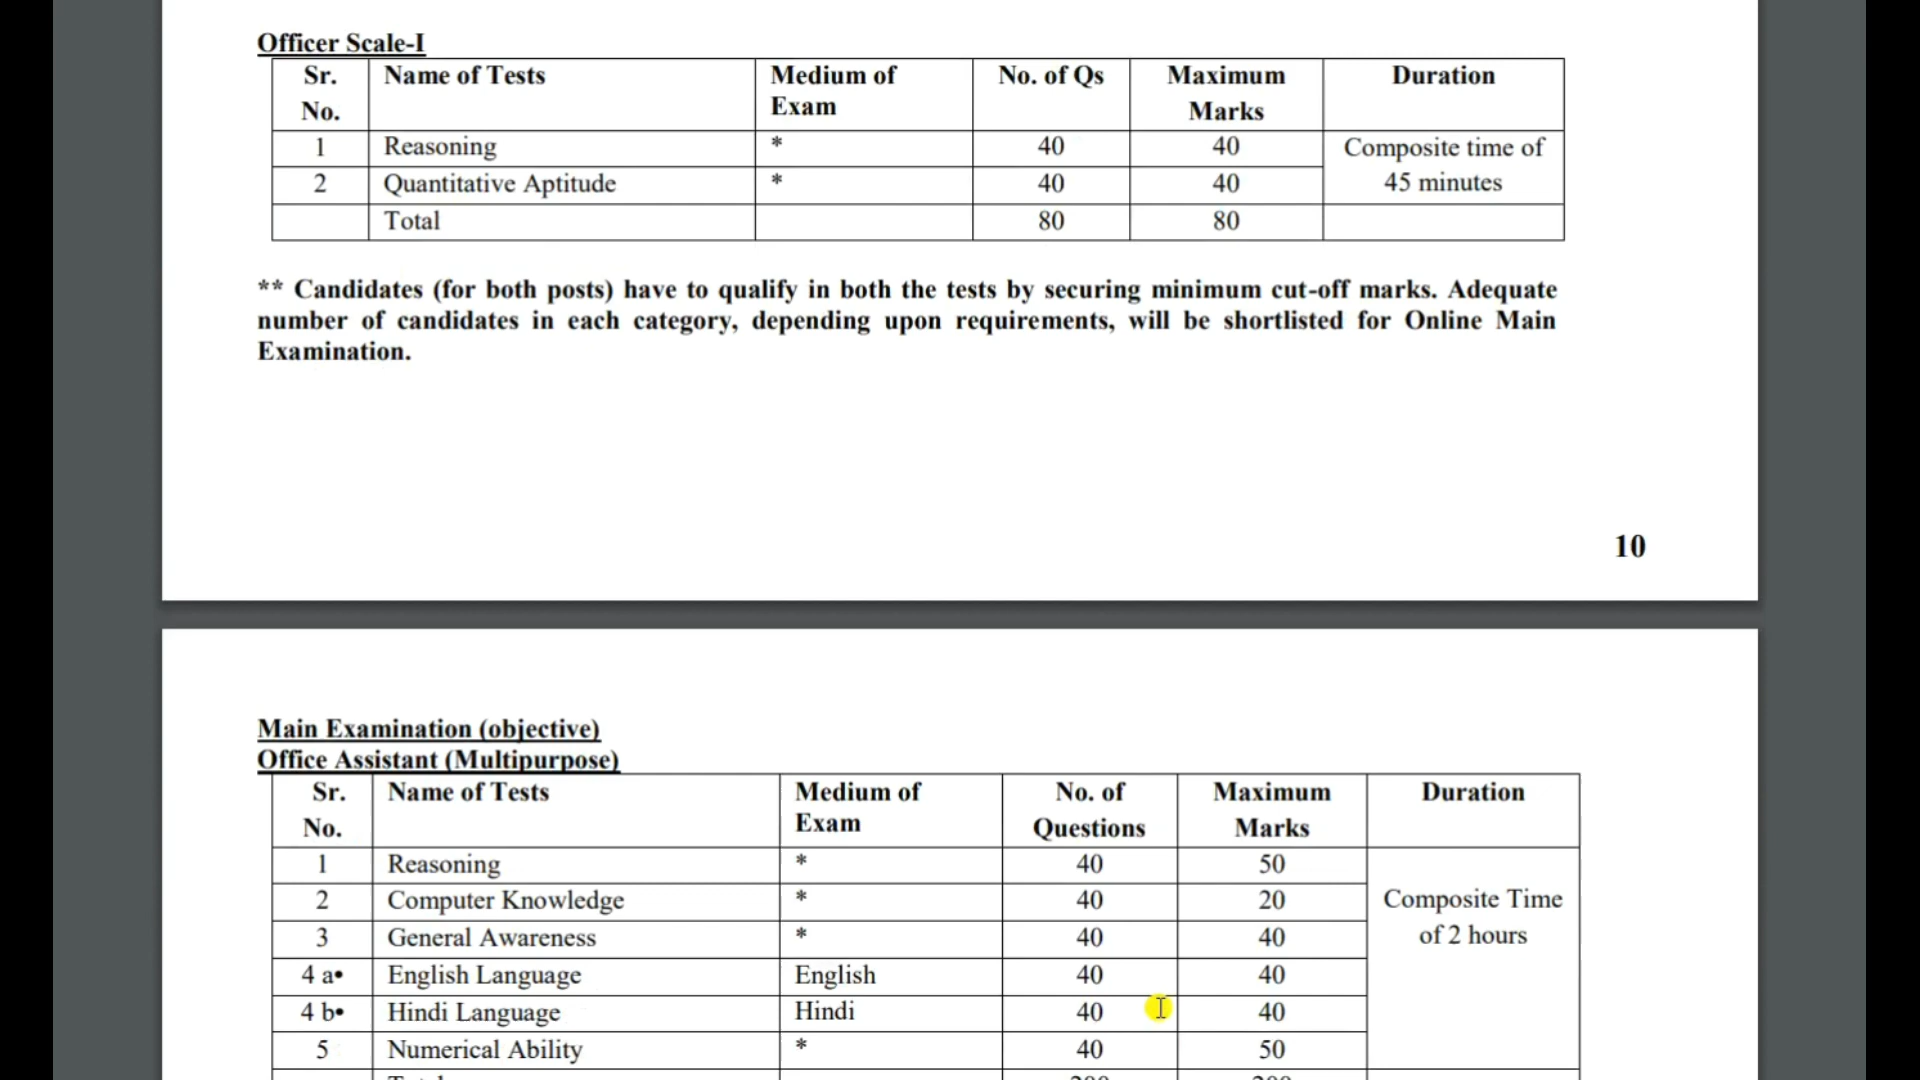 Officer Scale-I
Sr. No. Name of Tests Medium of Exam No. of Qs Maximum Marks Duration
1 Reasoning * 40 40 Composite time of 45 minutes
2 Quantitative Aptitude * 40 40
Total 80 80
** Candidates (for both posts) have to qualify in both the tests by securing minimum cut-off marks. Adequate
number of candidates in each category, depending upon requirements, will be shortlisted for Online Main
Examination.
10
Main Examination (objective)
Office Assistant (Multipurpose)
Sr. No. Name of Tests Medium of Exam No. of Questions Maximum Marks Duration
1 Reasoning * 40 50 Composite Time of 2 hours
2 Computer Knowledge * 40 20
3 General Awareness * 40 40
4 a• English Language English 40 40
4 b• Hindi Language Hindi 40 40
5 Numerical Ability * 40 50